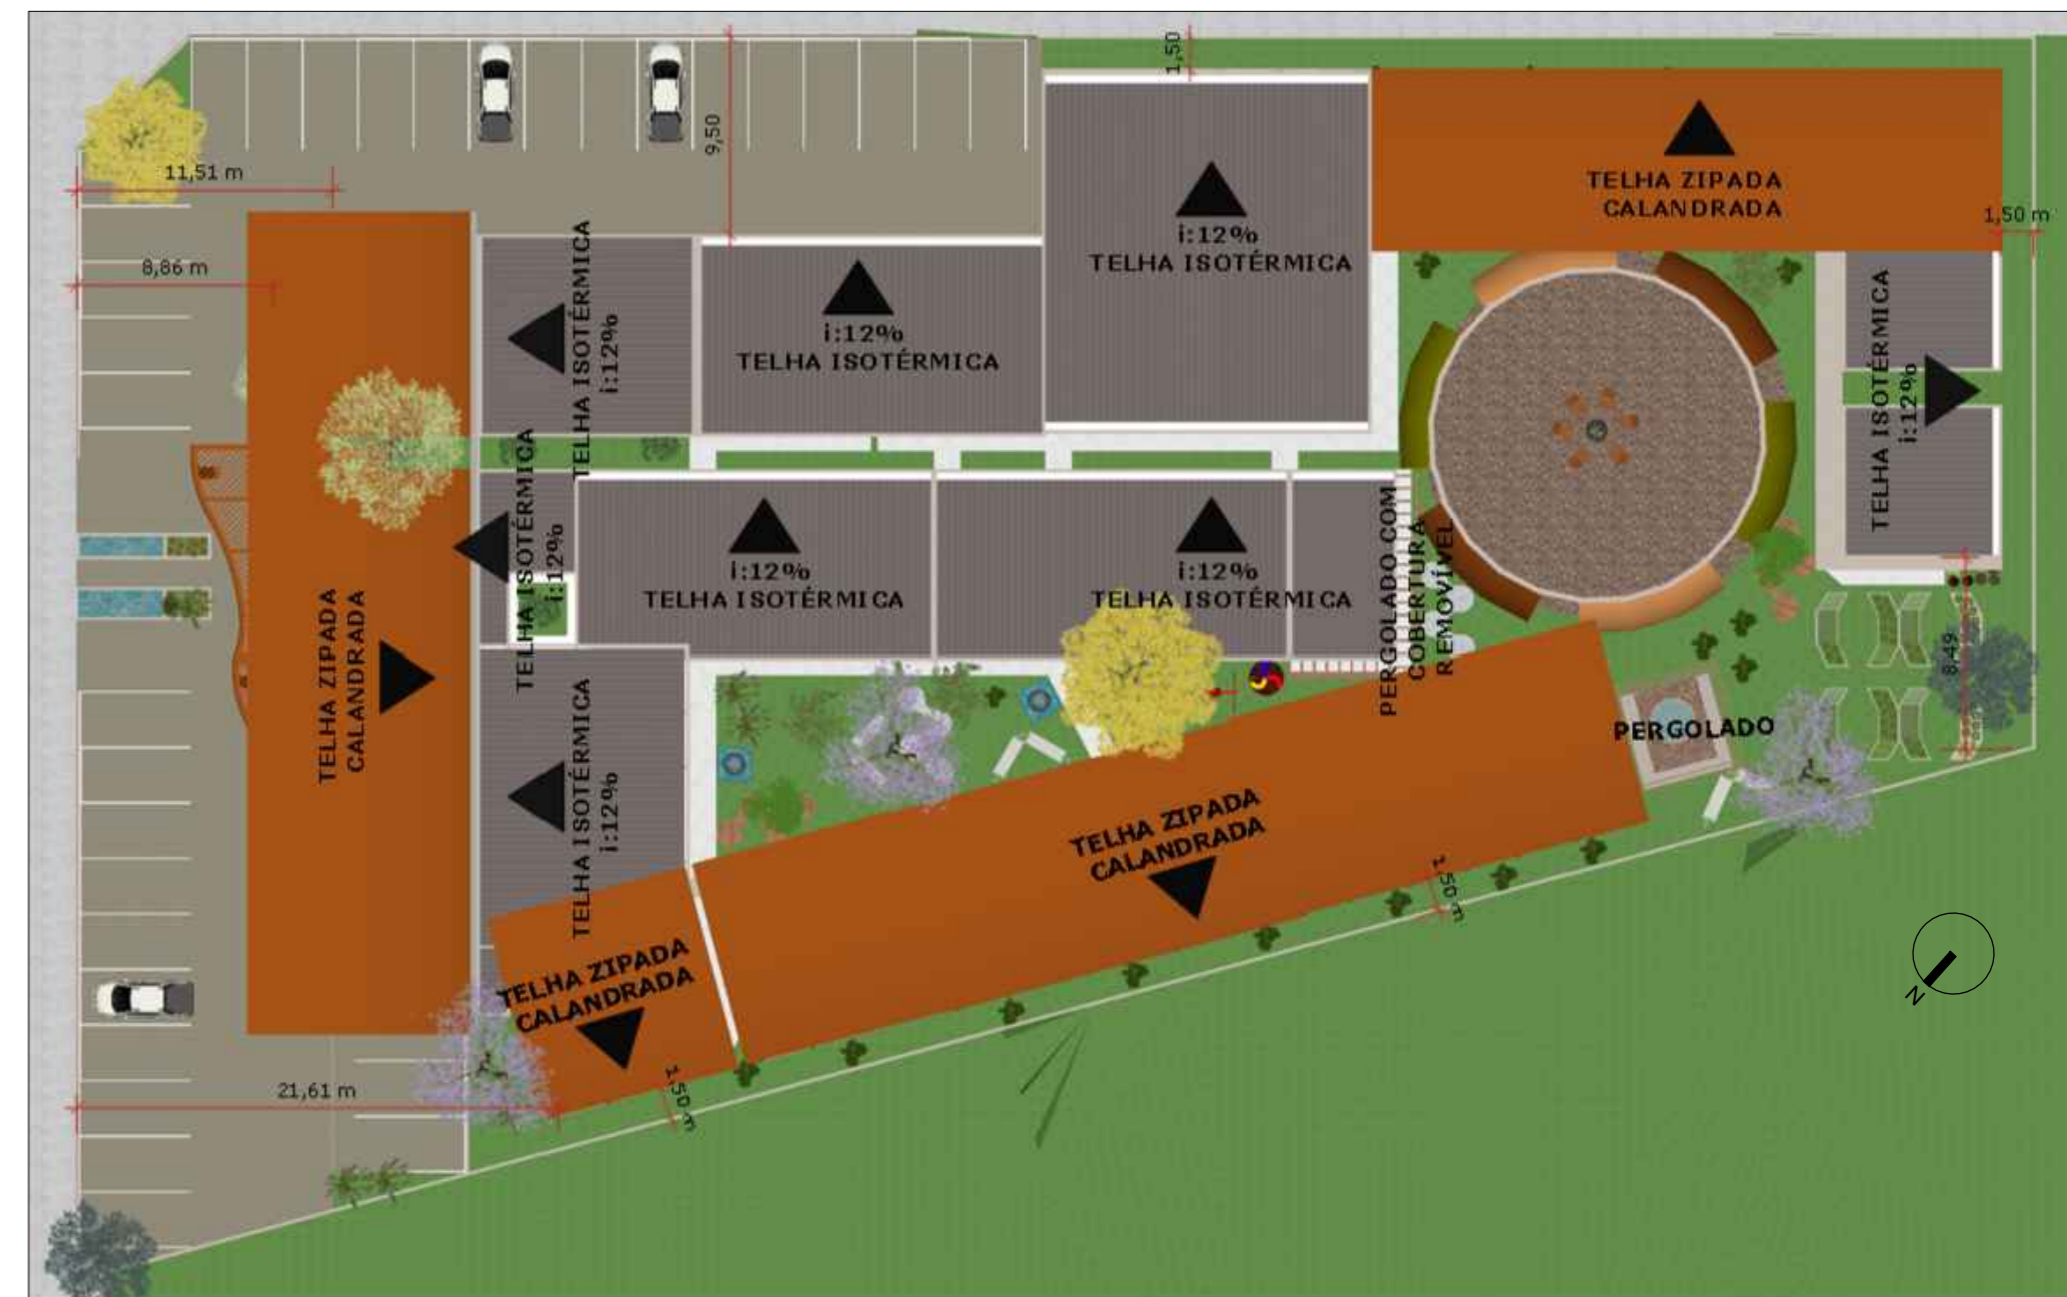 1,50
9,50
11,51 m
TELHA ZIPADA
CALANDRADA
1,50 m
8,86 m
i:12%
TELHA ISOTÉRMICA
TELHA ISOTÉRMICA
i:12%
i:12%
TELHA ISOTÉRMICA
TELHA ISOTÉRMICA
i:12%
TELHA ISOTÉRMICA
i:12%
i:12%
TELHA ISOTÉRMICA
i:12%
TELHA ISOTÉRMICA
PERGOLADO COM
COBERTURA
REMOVÍVEL
TELHA ZIPADA
CALANDRADA
8,49
PERGOLADO
TELHA ISOTÉRMICA
i:12%
TELHA ZIPADA
CALANDRADA
1,50 m
TELHA ZIPADA
CALANDRADA
N
21,61 m
1,50 m